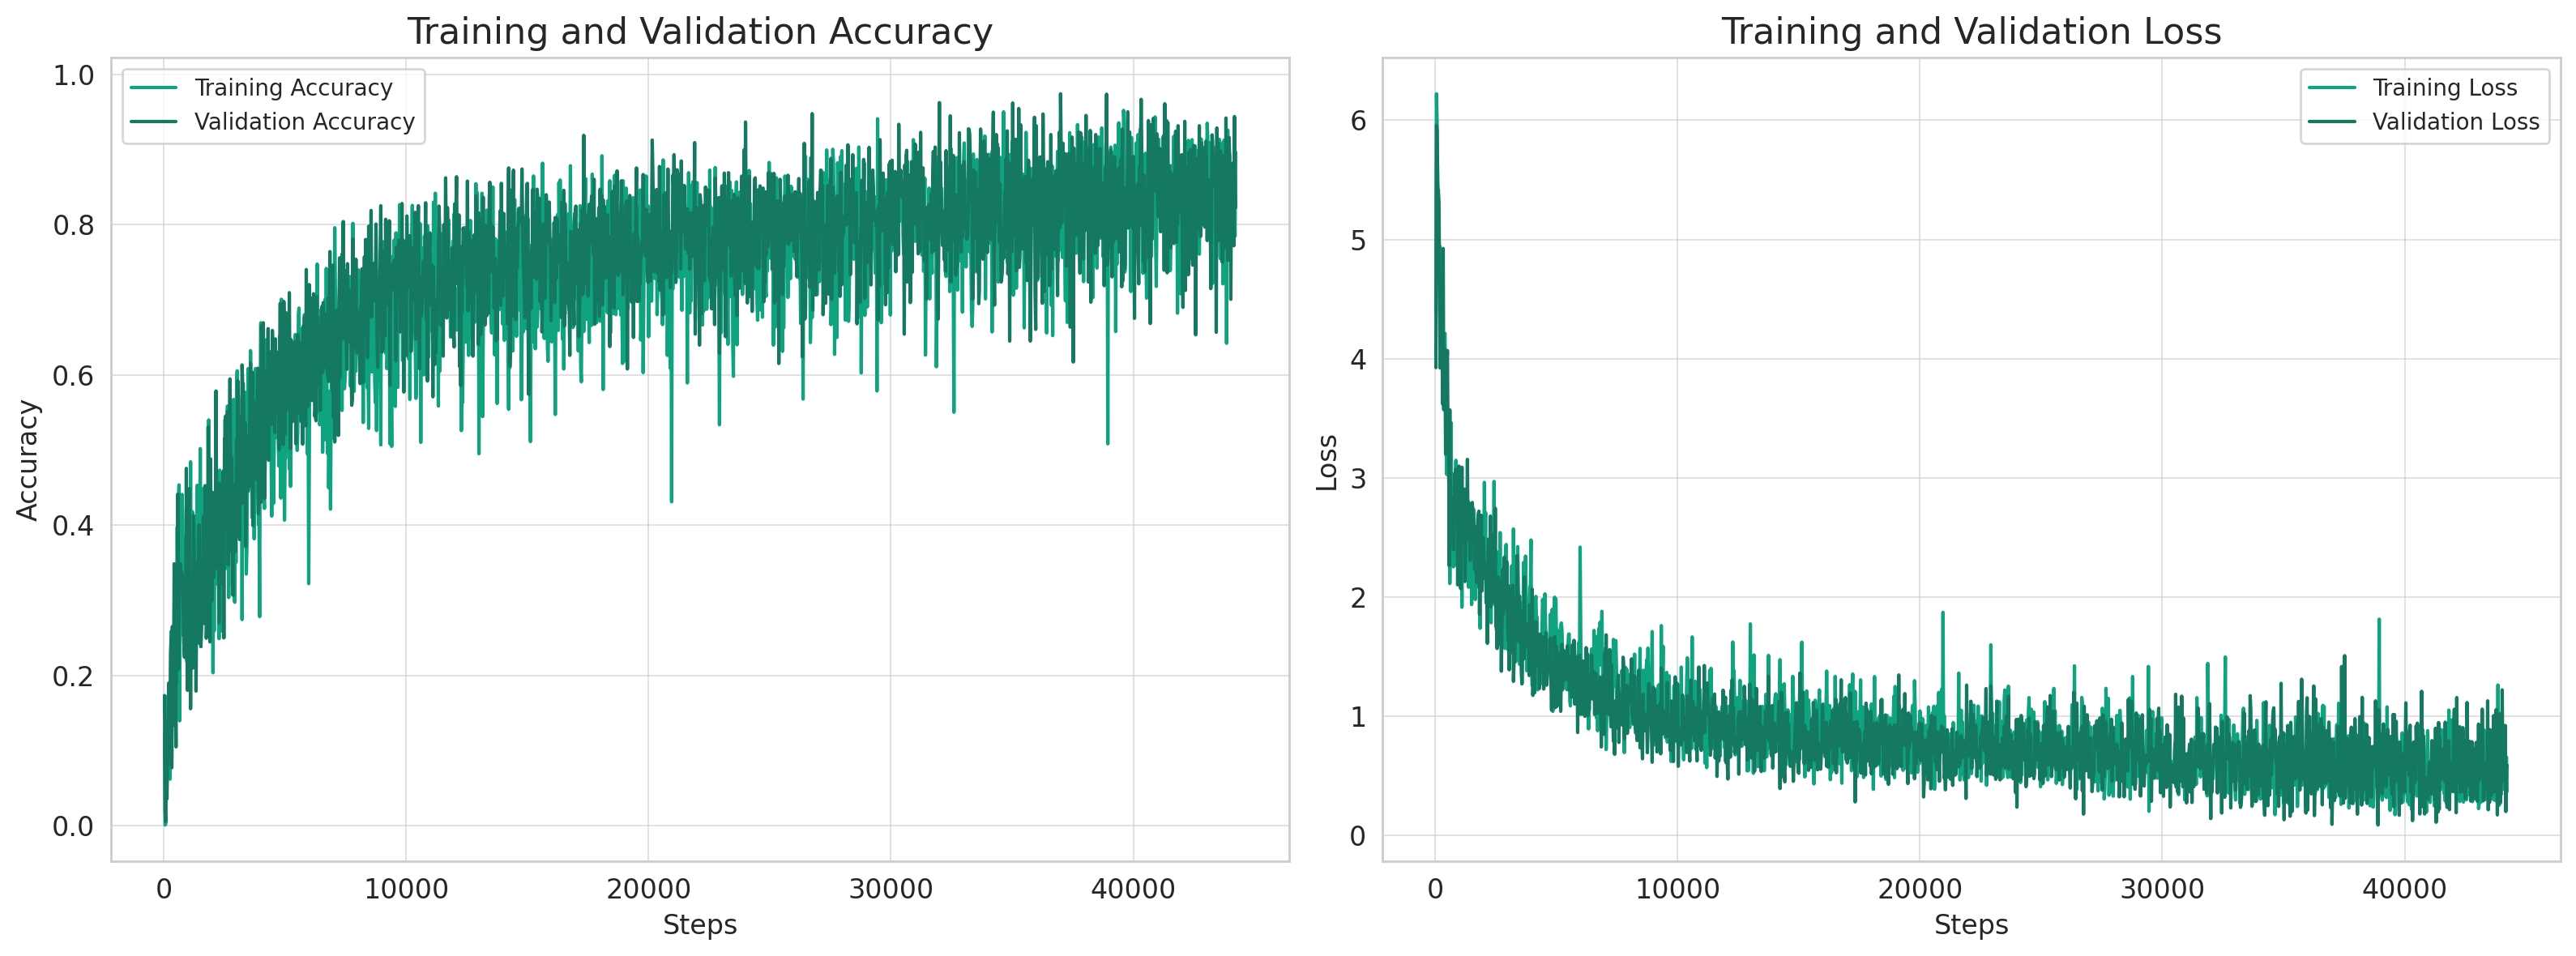 Training and Validation Accuracy
Training Accuracy
Validation Accuracy
1.0
0.8
0.6
0.4
0.2
0.0
Accuracy
0
10000
20000
30000
40000
Steps
Training and Validation Loss
Training Loss
Validation Loss
6
5
4
3
2
1
0
Loss
0
10000
20000
30000
40000
Steps